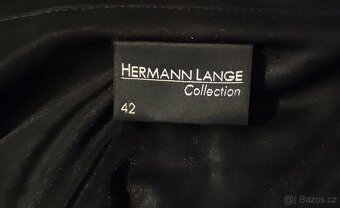 HERMANN LANGE
Collection
42
Bazos.cz